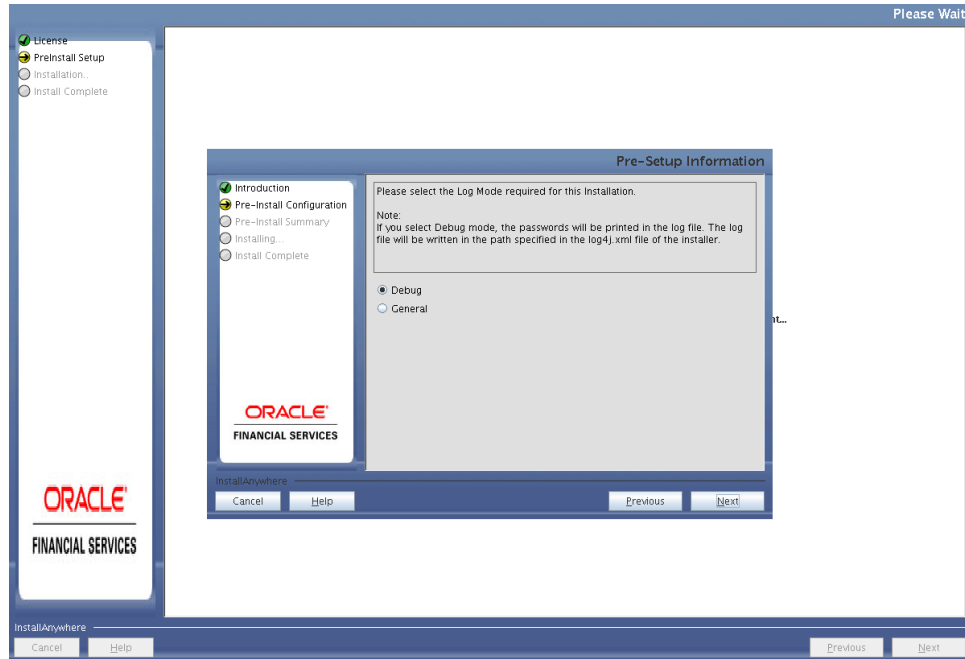 Please Wait
License
PreInstall Setup
Installation..
Install Complete
Pre-Setup Information
Introduction
Pre-Install Configuration
Pre-Install Summary
Installing...
Install Complete
Please select the Log Mode required for this Installation.
Note:
If you select Debug mode, the passwords will be printed in the log file. The log
file will be written in the path specified in the log4j.xml file of the installer.
Debug
General
ORACLE
FINANCIAL SERVICES
InstallAnywhere
Cancel
Help
Previous
Next
ORACLE
FINANCIAL SERVICES
InstallAnywhere
Cancel
Help
Previous
Next